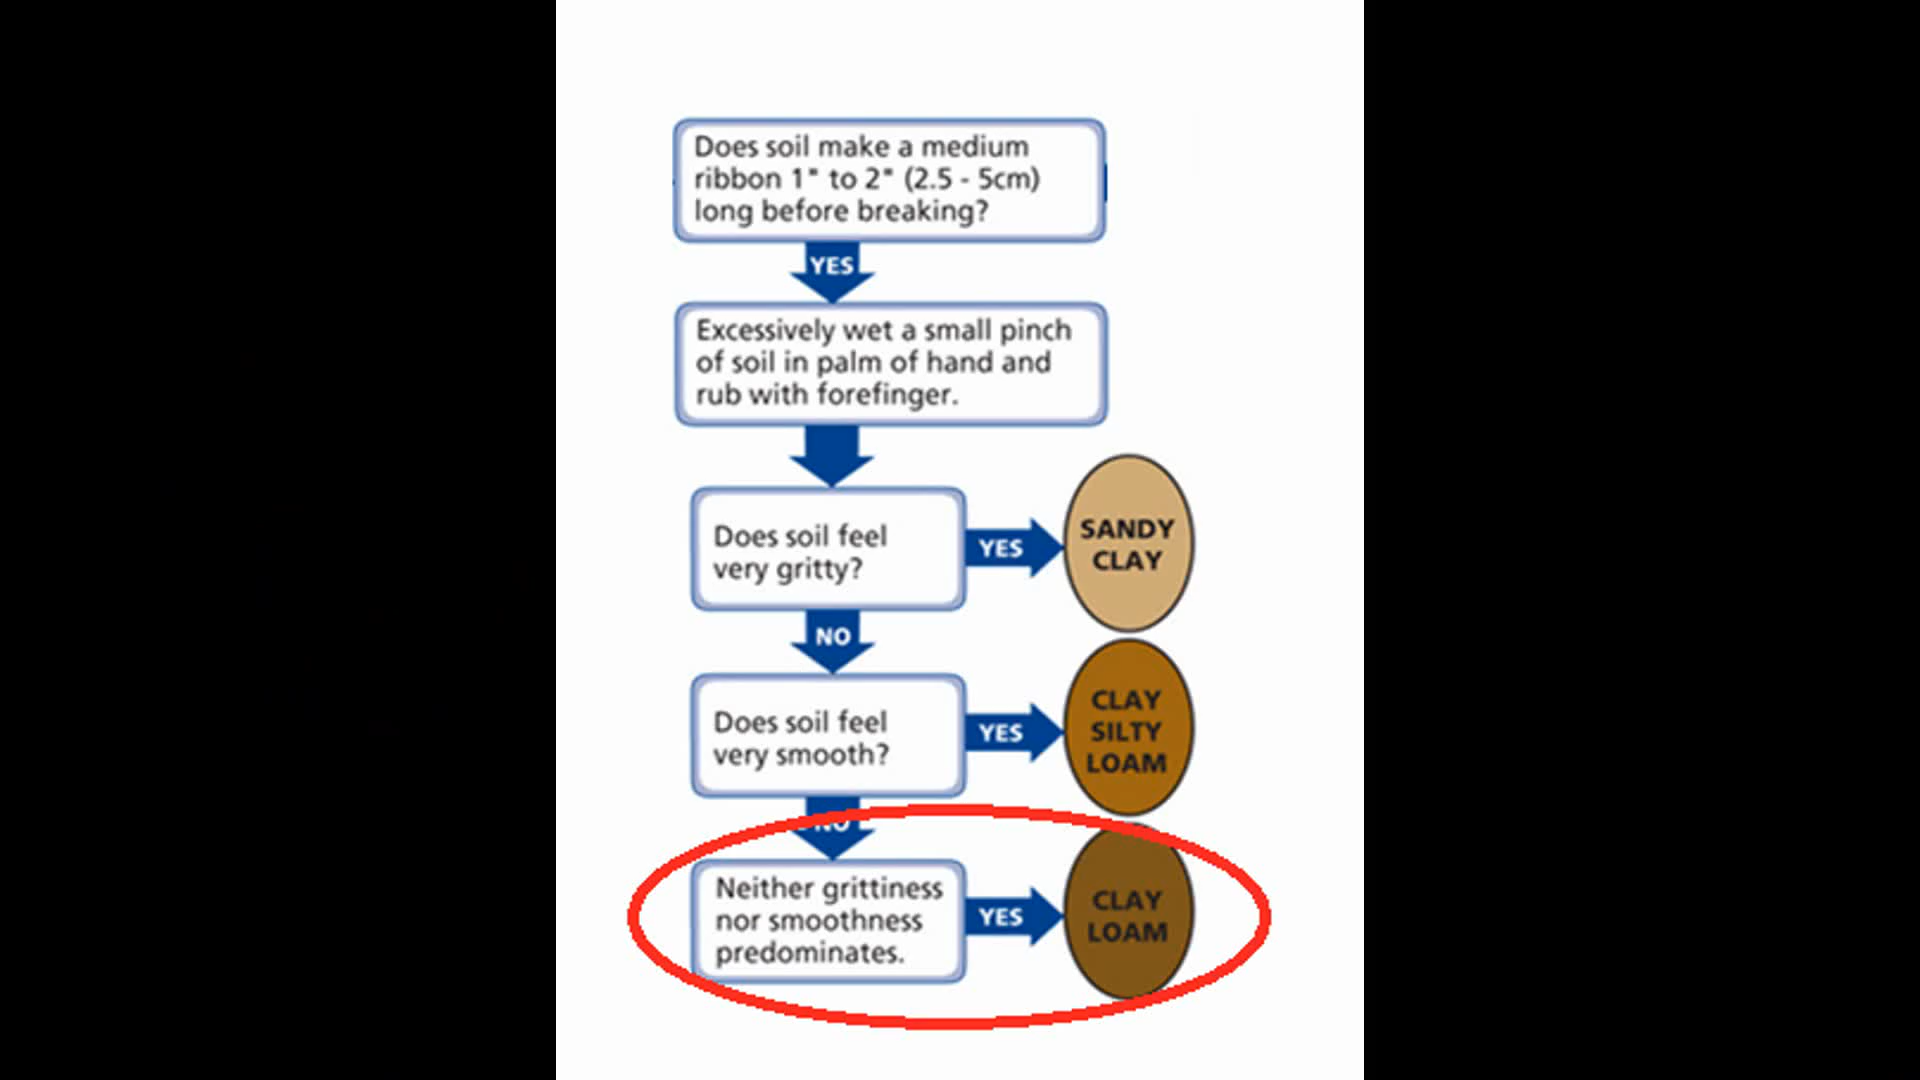 Does soil make a medium
ribbon 1" to 2" (2.5 - 5cm)
long before breaking?
YES
Excessively wet a small pinch
of soil in palm of hand and
rub with forefinger.
Does soil feel
very gritty?
YES
SANDY
CLAY
NO
Does soil feel
very smooth?
YES
CLAY
SILTY
LOAM
NO
Neither grittiness
nor smoothness
predominates.
YES
CLAY
LOAM